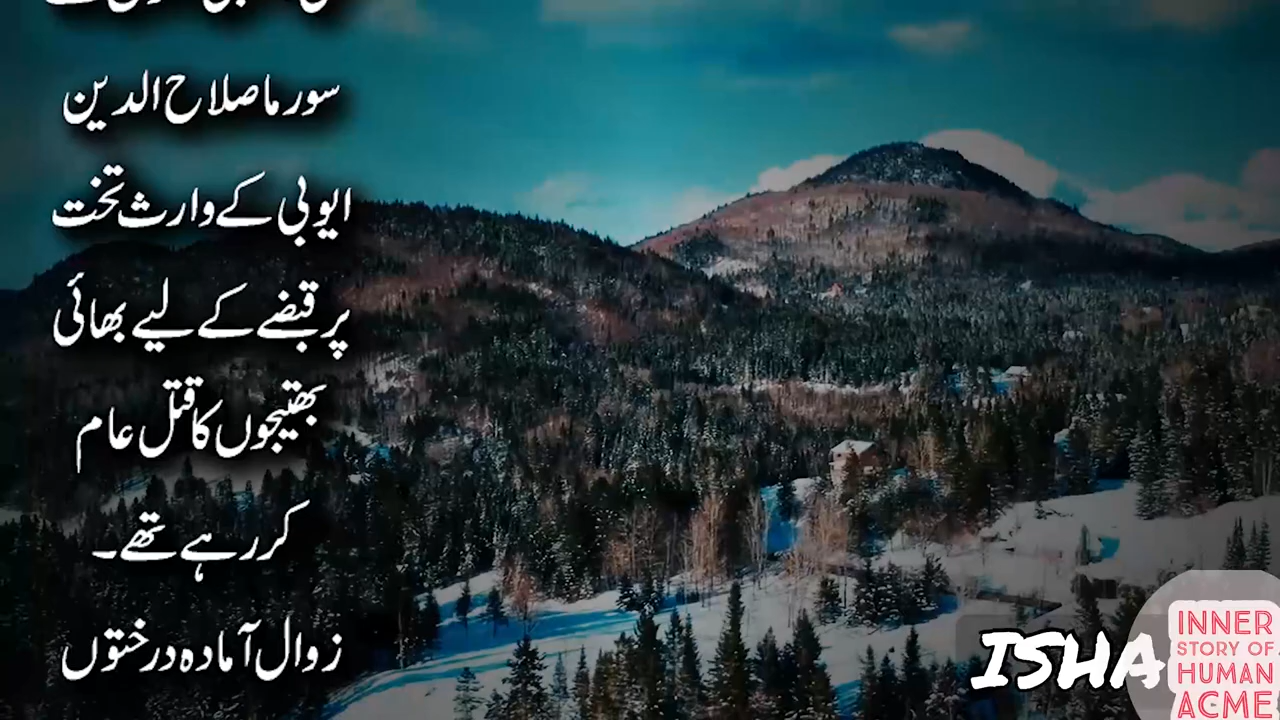 سورما صلاح الدین
ایوبی کے وارث تخت
پر قبضے کے لیے بھائی
بھتیجوں کا قتل عام
کر رہے تھے۔
زوال آمادہ درختوں
ISHA
INNER
STORY OF
HUMAN
ACME